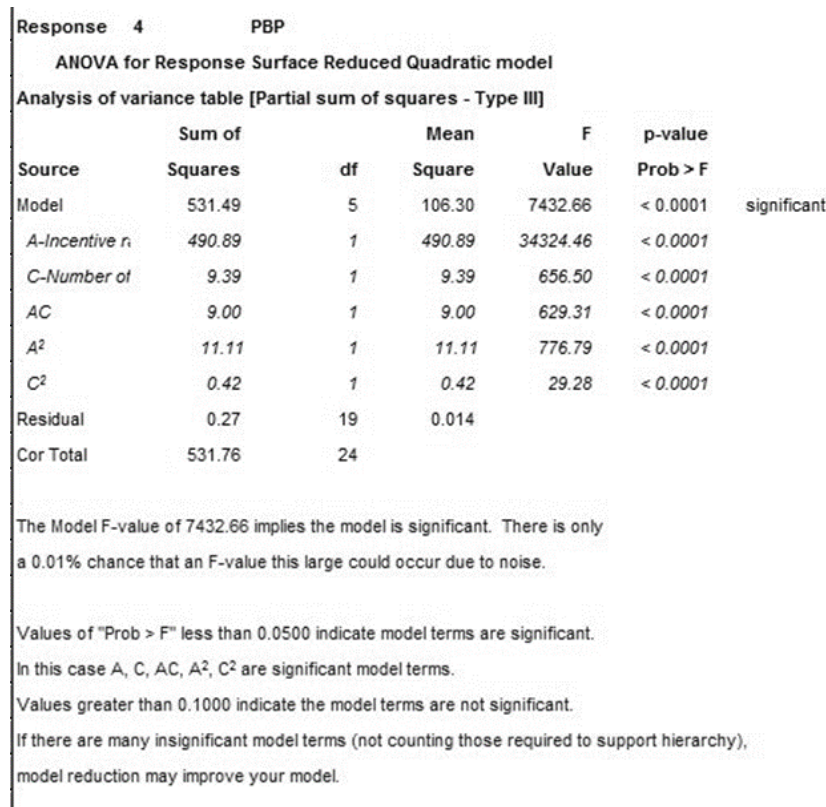 Response 4 PBP
ANOVA for Response Surface Reduced Quadratic model
Analysis of variance table [Partial sum of squares - Type III]
Sum of Mean F p-value
Source Squares df Square Value Prob > F
Model 531.49 5 106.30 7432.66 < 0.0001 significant
A-Incentive ra 490.89 1 490.89 34324.46 < 0.0001
C-Number of 9.39 1 9.39 656.50 < 0.0001
AC 9.00 1 9.00 629.31 < 0.0001
A² 11.11 1 11.11 776.79 < 0.0001
C² 0.42 1 0.42 29.28 < 0.0001
Residual 0.27 19 0.014
Cor Total 531.76 24
The Model F-value of 7432.66 implies the model is significant. There is only
a 0.01% chance that an F-value this large could occur due to noise.
Values of "Prob > F" less than 0.0500 indicate model terms are significant.
In this case A, C, AC, A², C² are significant model terms.
Values greater than 0.1000 indicate the model terms are not significant.
If there are many insignificant model terms (not counting those required to support hierarchy),
model reduction may improve your model.